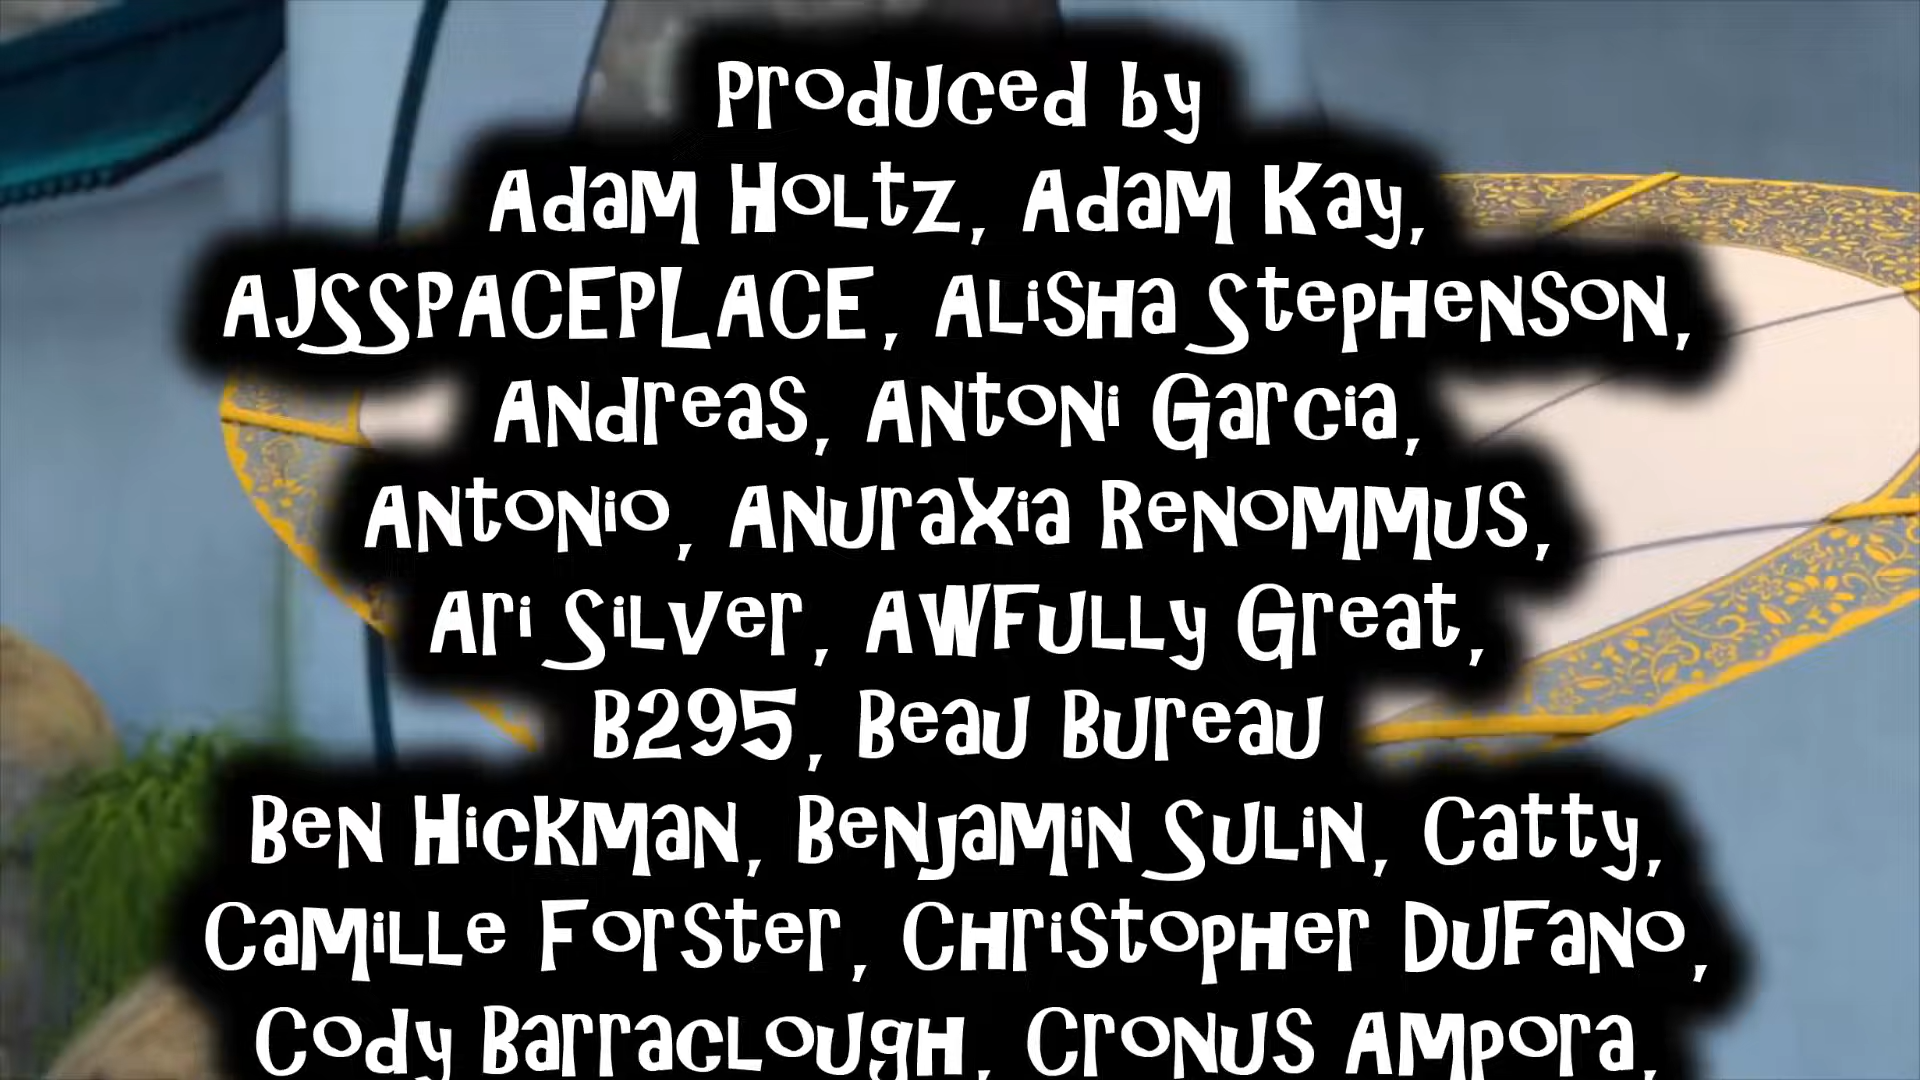 Produced by
Adam Holtz, Adam Kay,
AJSSPACEPLACE, Alisha Stephenson,
Andreas, Antoni Garcia,
Antonio, Anuraxia Renommus,
Ari Silver, Awfully Great,
B295, Beau Bureau
Ben Hickman, Benjamin Sulin, Catty,
Camille Forster, Christopher DuFano,
Cody Barraclough, Cronus Ampora,